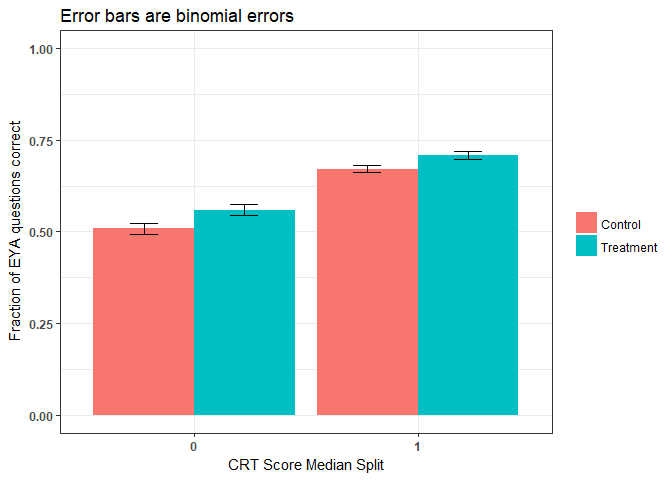 Error bars are binomial errors
Fraction of EYA questions correct
1.00
0.75
0.50
0.25
0.00
0
1
CRT Score Median Split
Control
Treatment